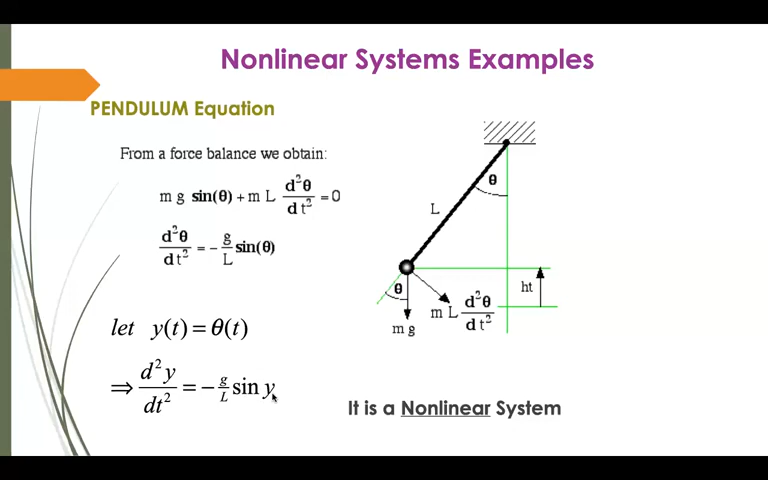 Nonlinear Systems Examples
PENDULUM Equation
From a force balance we obtain:
m g sin(θ) + m L d²θ/dt² = 0
d²θ/dt² = - g/L sin(θ)
let y(t) = θ(t)
⇒ d²y/dt² = - g/L sin y
θ
L
θ
ht
m L d²θ/dt²
m g
It is a Nonlinear System